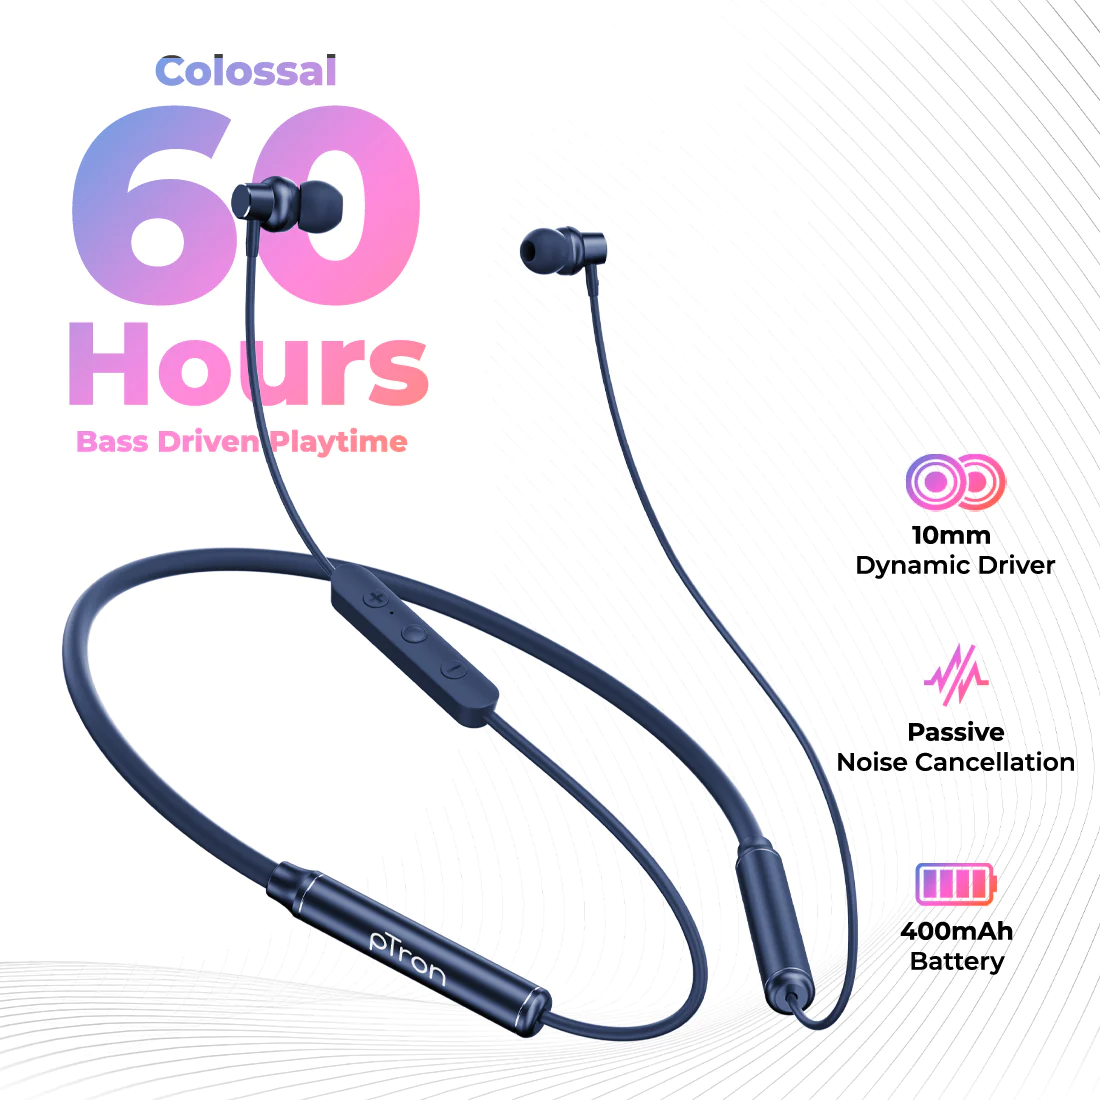 Colossal
60
Hours
Bass Driven Playtime
10mm
Dynamic Driver
Passive
Noise Cancellation
400mAh
Battery
pTron